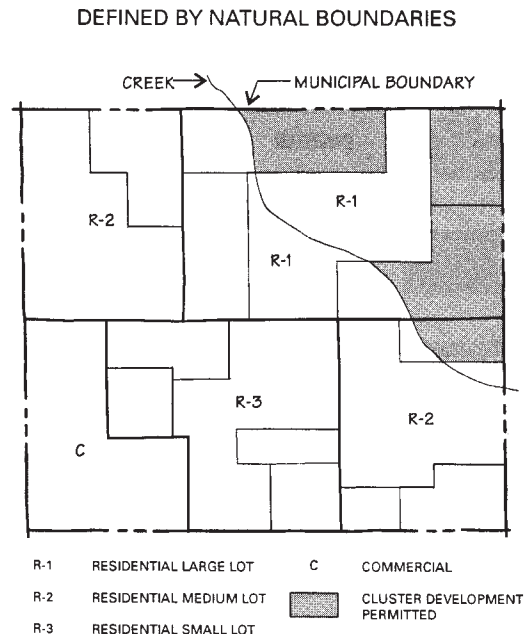 DEFINED BY NATURAL BOUNDARIES
CREEK
MUNICIPAL BOUNDARY
R-2
R-1
R-1
R-3
R-2
C
R-1 RESIDENTIAL LARGE LOT C COMMERCIAL
R-2 RESIDENTIAL MEDIUM LOT CLUSTER DEVELOPMENT
PERMITTED
R-3 RESIDENTIAL SMALL LOT